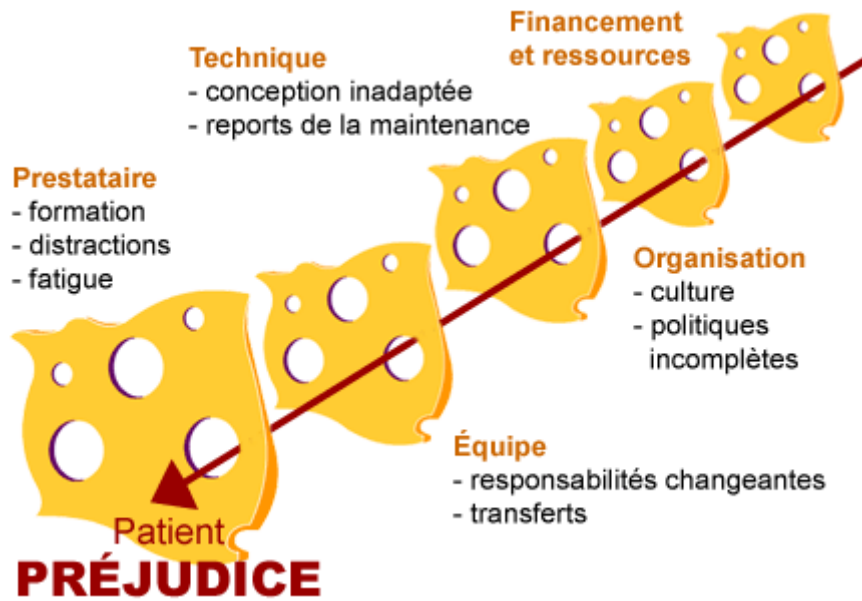 Financement
et ressources
Technique
- conception inadaptée
- reports de la maintenance
Prestataire
- formation
- distractions
- fatigue
Organisation
- culture
- politiques
incomplètes
Équipe
- responsabilités changeantes
- transferts
Patient
PRÉJUDICE